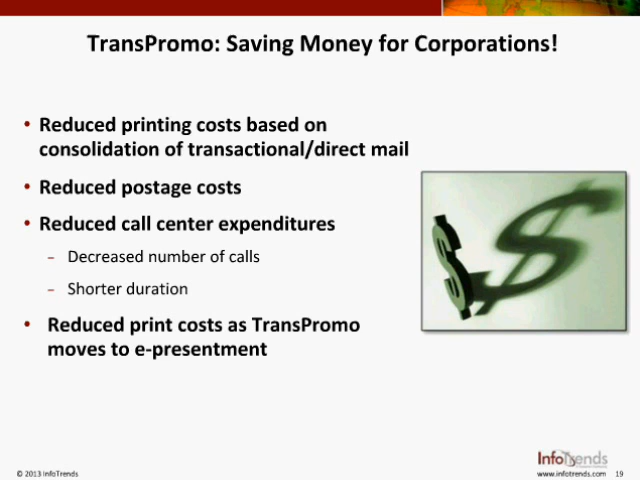 TransPromo: Saving Money for Corporations!
• Reduced printing costs based on
consolidation of transactional/direct mail
• Reduced postage costs
• Reduced call center expenditures
– Decreased number of calls
– Shorter duration
• Reduced print costs as TransPromo
moves to e-presentment
InfoTrends
© 2013 InfoTrends
www.infotrends.com 19